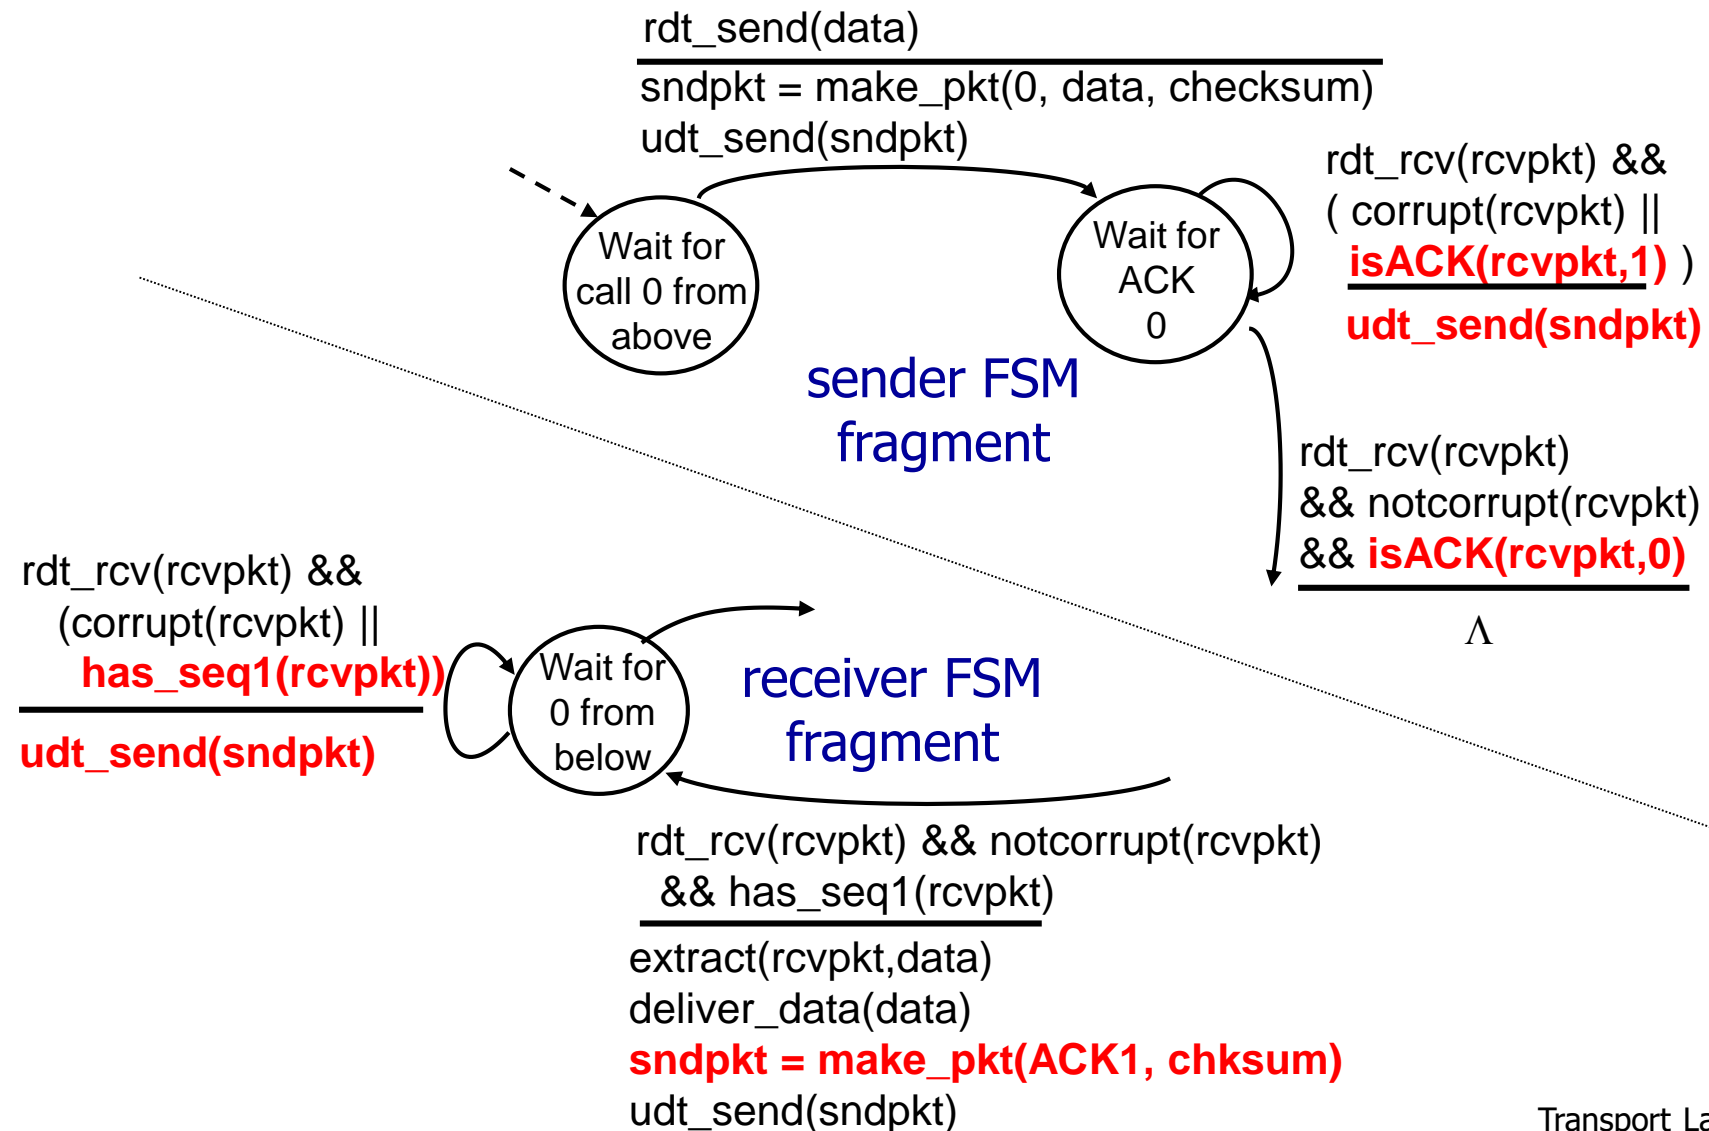 rdt_send(data)
sndpkt = make_pkt(0, data, checksum)
udt_send(sndpkt)
rdt_rcv(rcvpkt) &&
( corrupt(rcvpkt) ||
isACK(rcvpkt,1) )
udt_send(sndpkt)
Wait for
call 0 from
above
Wait for
ACK
0
sender FSM
fragment
rdt_rcv(rcvpkt)
&& notcorrupt(rcvpkt)
&& isACK(rcvpkt,0)
Λ
rdt_rcv(rcvpkt) &&
(corrupt(rcvpkt) ||
has_seq1(rcvpkt))
udt_send(sndpkt)
Wait for
0 from
below
receiver FSM
fragment
rdt_rcv(rcvpkt) && notcorrupt(rcvpkt)
&& has_seq1(rcvpkt)
extract(rcvpkt,data)
deliver_data(data)
sndpkt = make_pkt(ACK1, chksum)
udt_send(sndpkt)
Transport La